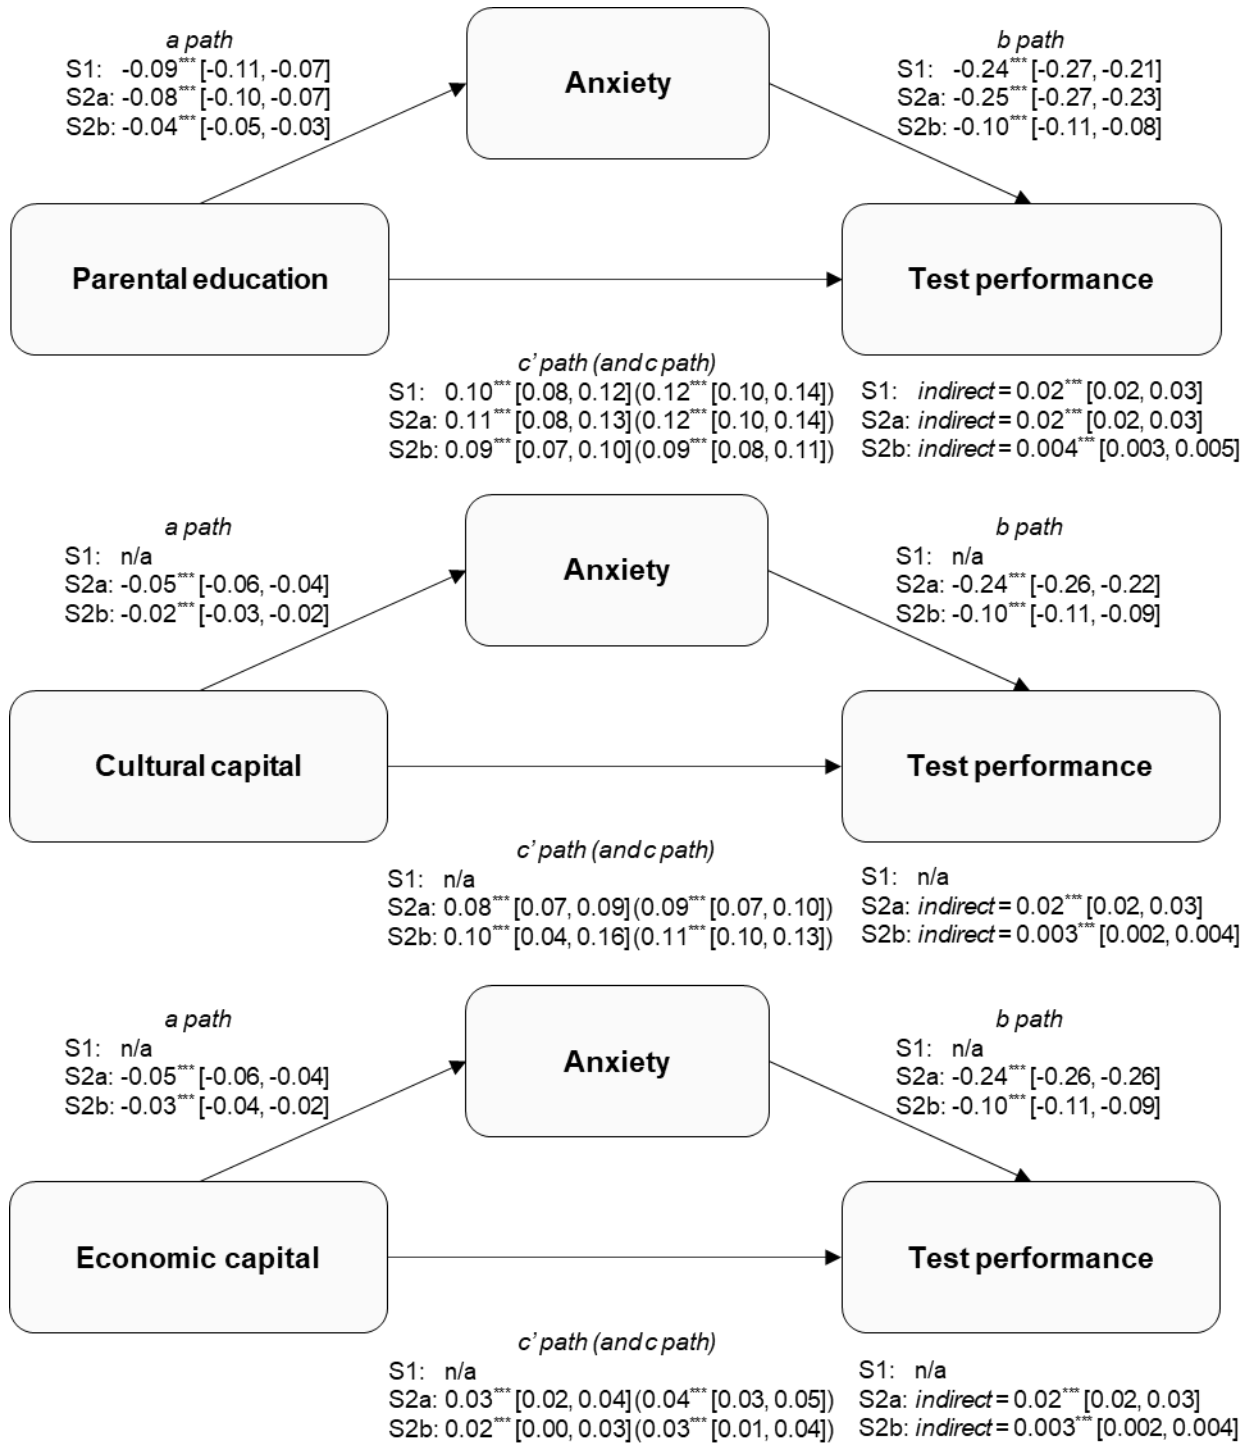 a path
S1: -0.09*** [-0.11, -0.07]
S2a: -0.08*** [-0.10, -0.07]
S2b: -0.04*** [-0.05, -0.03]
Anxiety
b path
S1: -0.24*** [-0.27, -0.21]
S2a: -0.25*** [-0.27, -0.23]
S2b: -0.10*** [-0.11, -0.08]
Parental education
Test performance
c' path (and c path)
S1: 0.10*** [0.08, 0.12] (0.12*** [0.10, 0.14])
S2a: 0.11*** [0.08, 0.13] (0.12*** [0.10, 0.14])
S2b: 0.09*** [0.07, 0.10] (0.09*** [0.08, 0.11])
S1: indirect = 0.02*** [0.02, 0.03]
S2a: indirect = 0.02*** [0.02, 0.03]
S2b: indirect = 0.004*** [0.003, 0.005]
a path
S1: n/a
S2a: -0.05*** [-0.06, -0.04]
S2b: -0.02*** [-0.03, -0.02]
Anxiety
b path
S1: n/a
S2a: -0.24*** [-0.26, -0.22]
S2b: -0.10*** [-0.11, -0.09]
Cultural capital
Test performance
c' path (and c path)
S1: n/a
S2a: 0.08*** [0.07, 0.09] (0.09*** [0.07, 0.10])
S2b: 0.10*** [0.04, 0.16] (0.11*** [0.10, 0.13])
S1: n/a
S2a: indirect = 0.02*** [0.02, 0.03]
S2b: indirect = 0.003*** [0.002, 0.004]
a path
S1: n/a
S2a: -0.05*** [-0.06, -0.04]
S2b: -0.03*** [-0.04, -0.02]
Anxiety
b path
S1: n/a
S2a: -0.24*** [-0.26, -0.26]
S2b: -0.10*** [-0.11, -0.09]
Economic capital
Test performance
c' path (and c path)
S1: n/a
S2a: 0.03*** [0.02, 0.04] (0.04*** [0.03, 0.05])
S2b: 0.02*** [0.00, 0.03] (0.03*** [0.01, 0.04])
S1: n/a
S2a: indirect = 0.02*** [0.02, 0.03]
S2b: indirect = 0.003*** [0.002, 0.004]